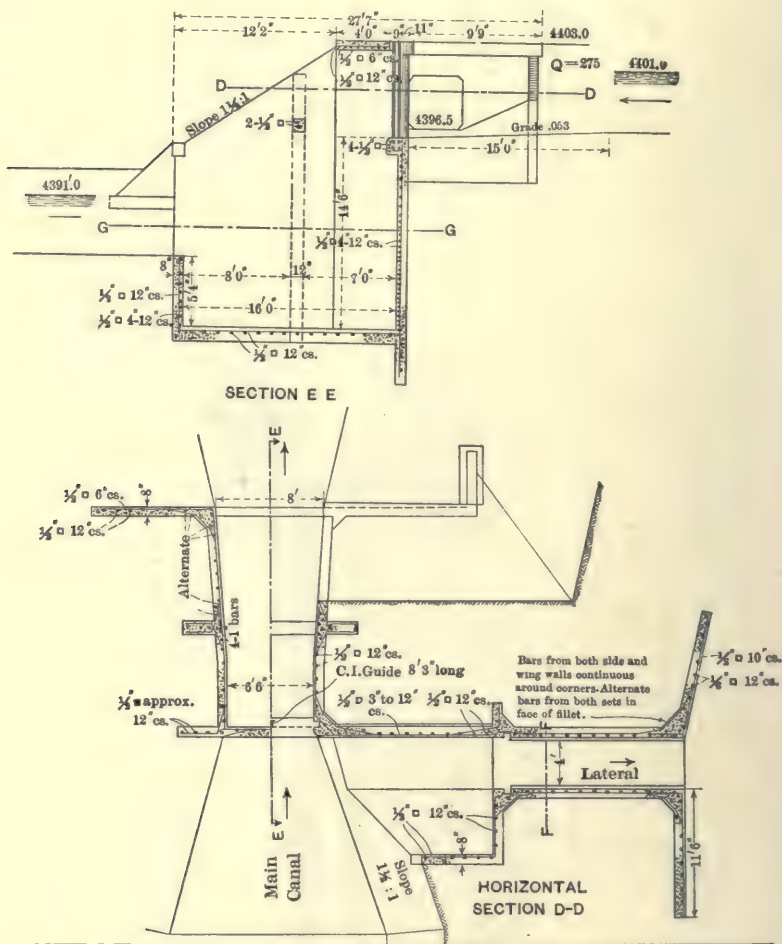 27'7"
12'2"
4'0"
9"
11"
9'9"
4403.0
½"▫ 6"cs.
Q=275
4401.0
½"▫ 12"cs.
D
D
Slope 1½:1
4396.5
2-½"▫
Grade .053
4-½"▫
15'0"
4391.0
14'6"
G
G
½"▫ 4-12"cs.
8"
8'0"
12"
7'0"
½"▫ 12"cs.
5'4"
16'0"
½"▫ 4-12"cs.
½"▫ 12"cs.
SECTION E E
E
½"▫ 6"cs.
8"
8'
½"▫ 12"cs.
Alternate
4-1 bars
½"▫ 12"cs.
C.I.Guide 8'3"long
6'6"
Bars from both side and
wing walls continuous
around corners. Alternate
bars from both sets in
face of fillet.
½"▫ 10"cs.
½"▫ 12"cs.
approx.
12"cs.
½"▫ 3"to 12"
cs.
½"▫ 12"cs.
4'
Lateral
E
½"▫ 12"cs.
8"
Main
Canal
Slope
1½:1
11'6"
HORIZONTAL
SECTION D-D